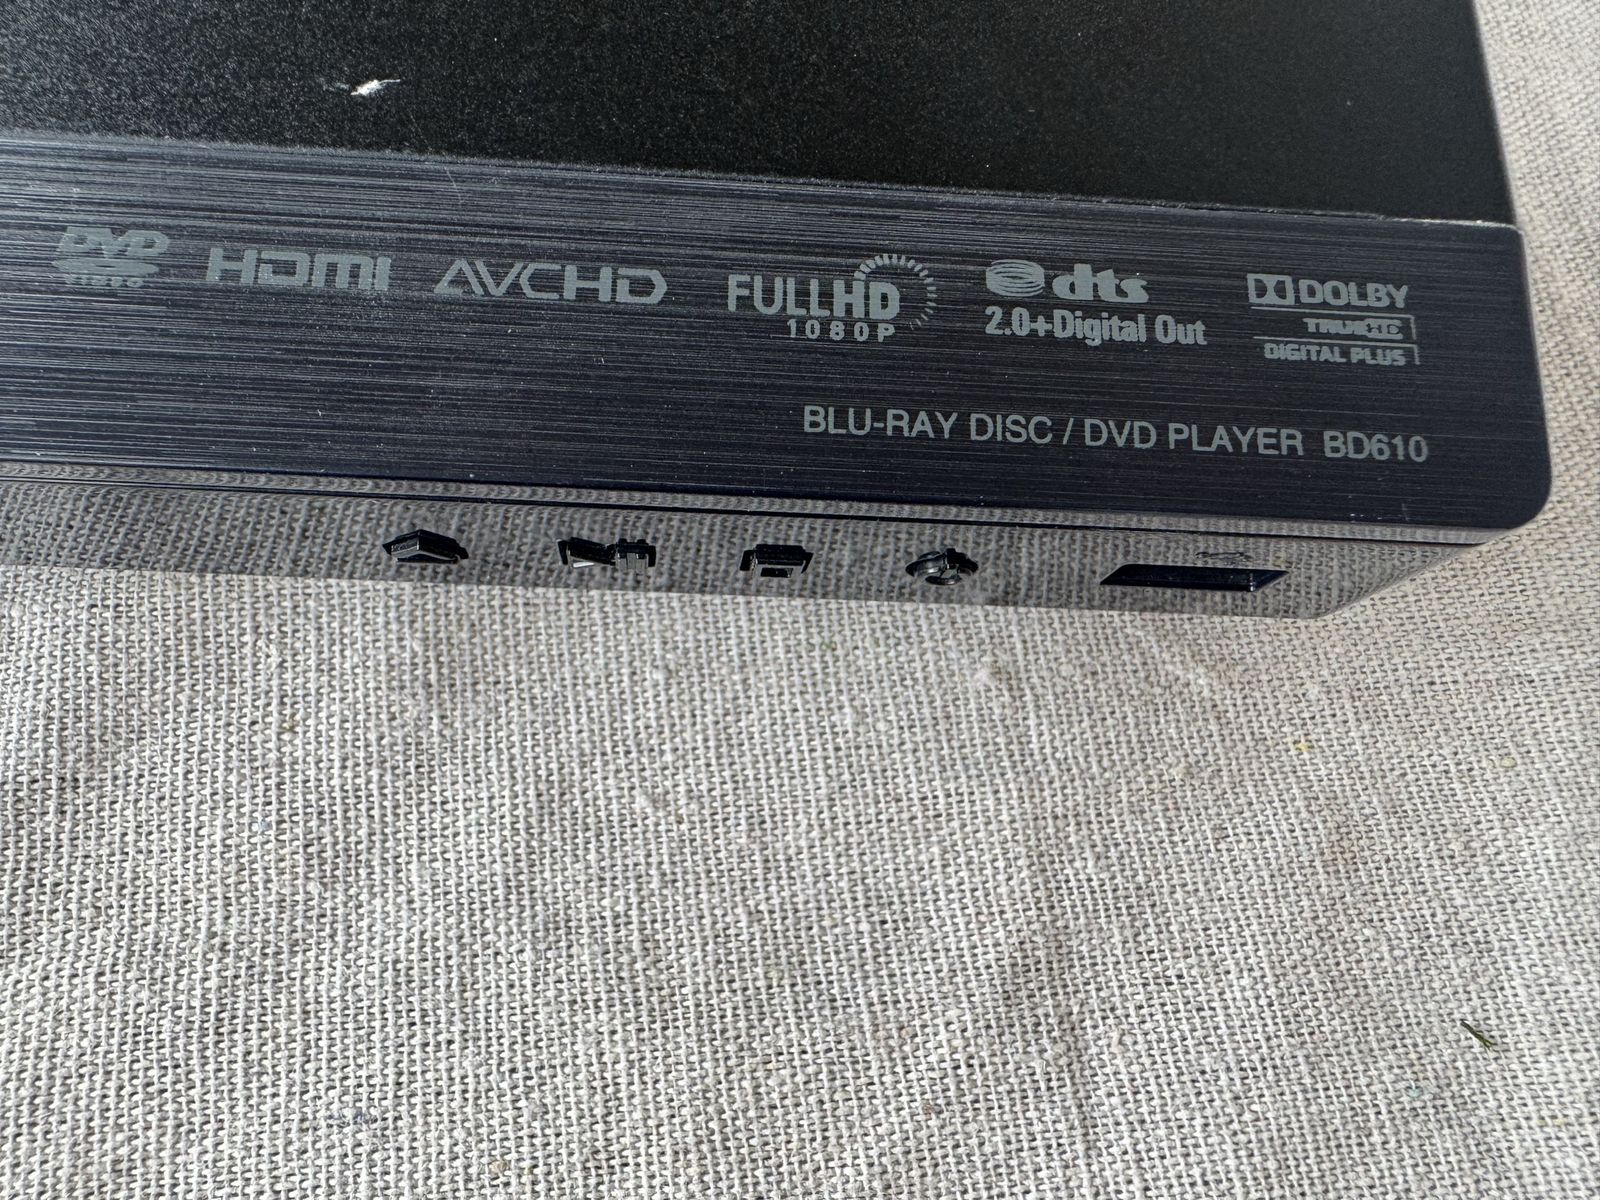 DVD
VIDEO
HDMI
AVCHD
FULLHD
1080P
dts
2.0+Digital Out
DOLBY
TRUEHD
DIGITAL PLUS
BLU-RAY DISC / DVD PLAYER BD610